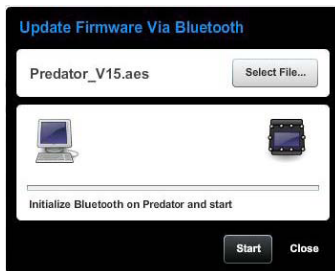 Update Firmware Via Bluetooth
Predator_V15.aes
Select File...
Initialize Bluetooth on Predator and start
Start
Close